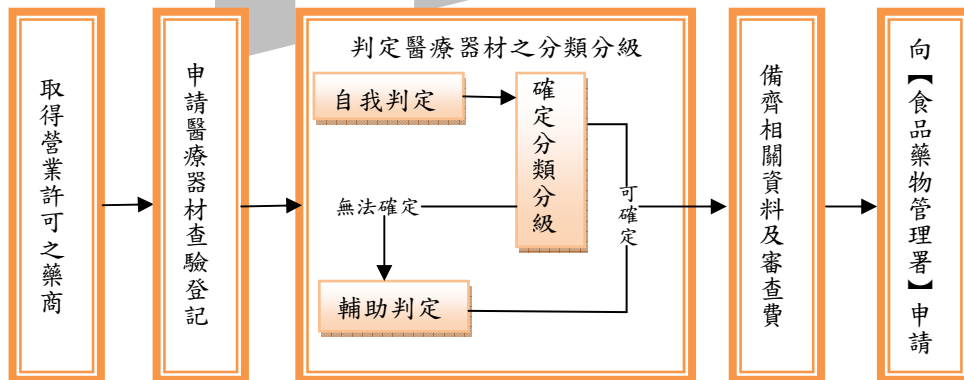 取得營業許可之藥商
申請醫療器材查驗登記
判定醫療器材之分類分級
自我判定
確定分類分級
無法確定
可確定
輔助判定
備齊相關資料及審查費
向【食品藥物管理署】申請